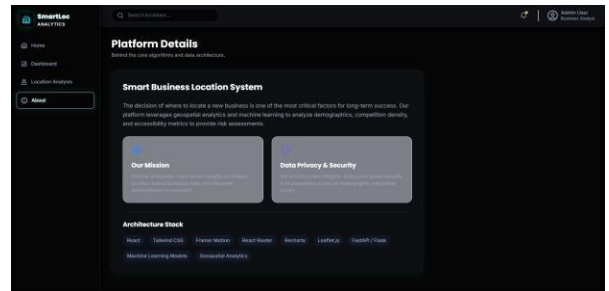 SmartLoc
ANALYTICS
Search locations...
Admin User
Business Analyst
Home
Dashboard
Location Analysis
About
Platform Details
Behind the core algorithms and data architecture.
Smart Business Location System
The decision of where to locate a new business is one of the most critical factors for long-term success. Our
platform leverages geospatial analytics and machine learning to analyze demographics, competition density,
and accessibility metrics to provide risk assessments.
Our Mission
Data Privacy & Security
Architecture Stack
React
Tailwind CSS
Framer Motion
React Router
Recharts
Leaflet.js
FastAPI / Flask
Machine Learning Models
Geospatial Analytics